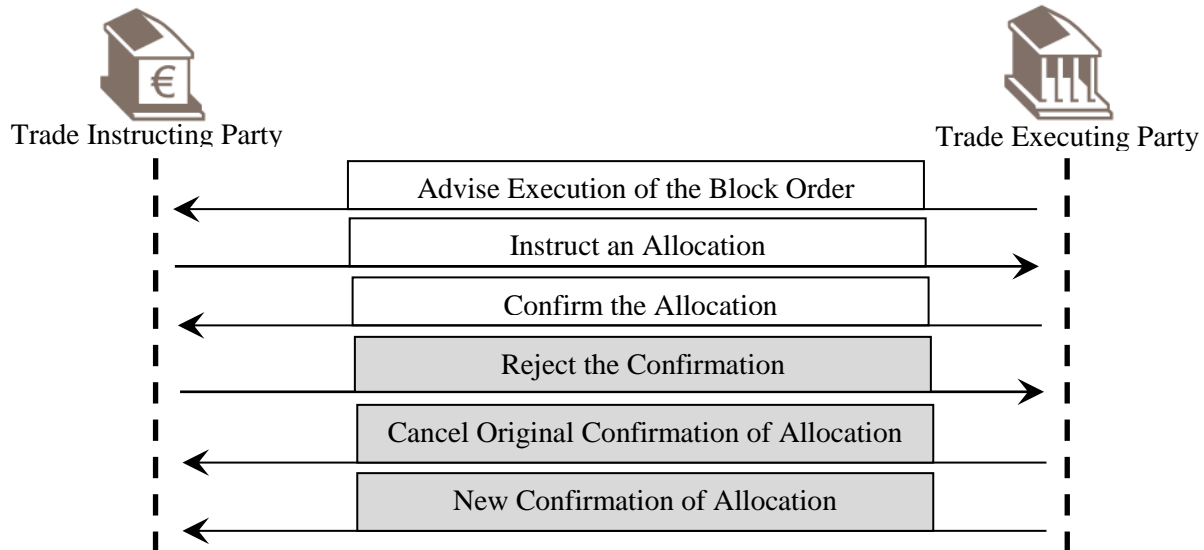 €
Trade Instructing Party
Trade Executing Party
Advise Execution of the Block Order
Instruct an Allocation
Confirm the Allocation
Reject the Confirmation
Cancel Original Confirmation of Allocation
New Confirmation of Allocation